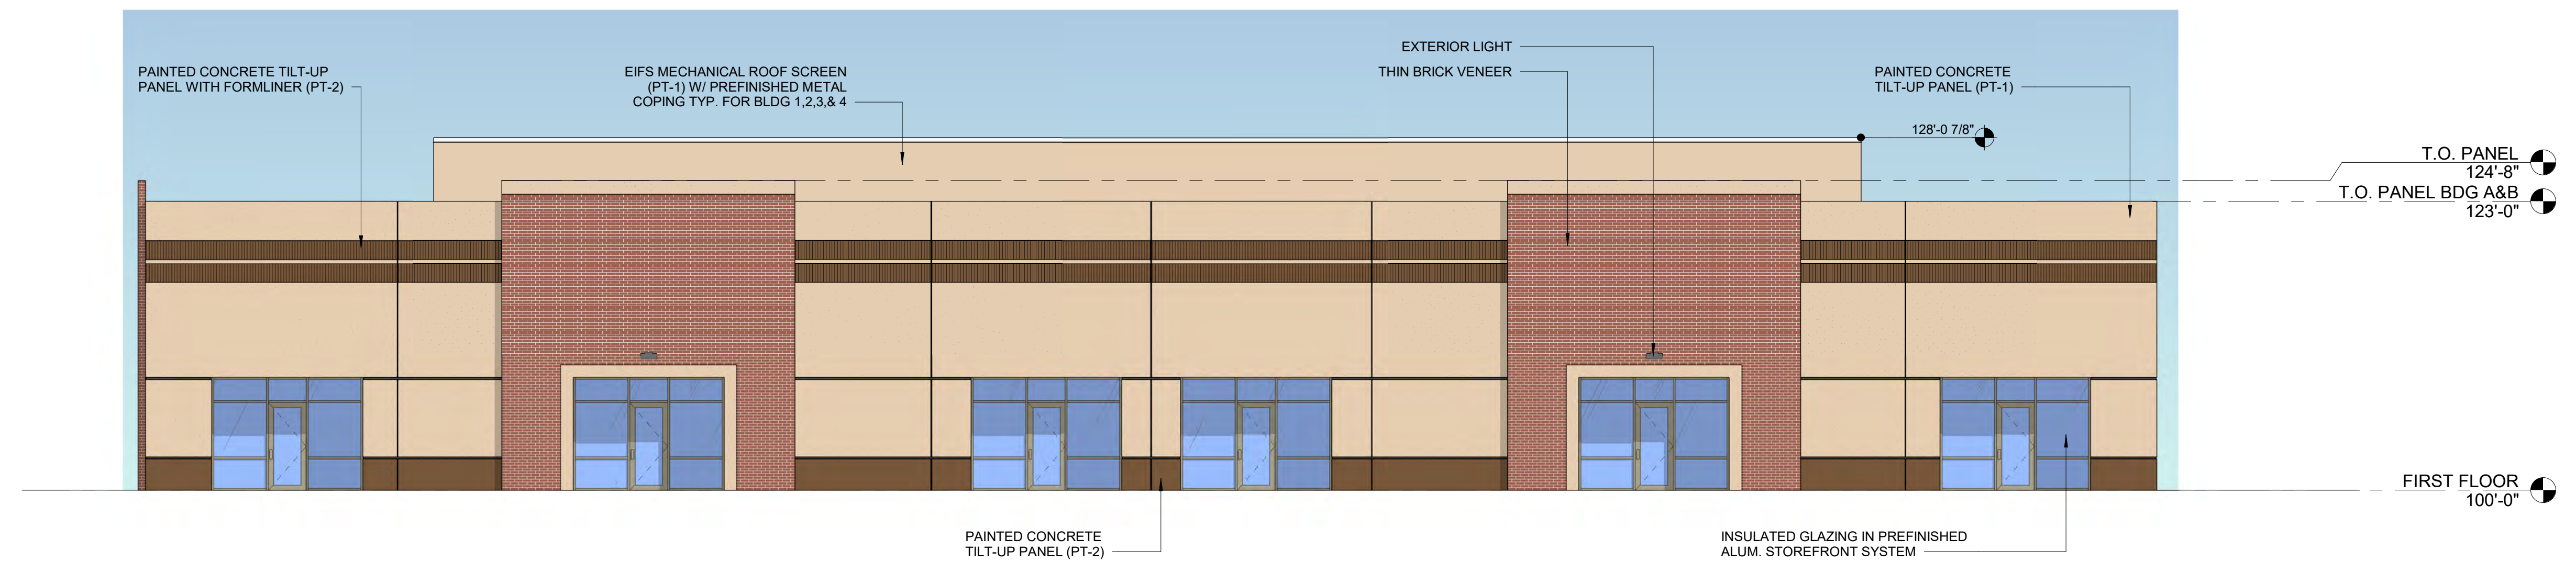 EXTERIOR LIGHT
PAINTED CONCRETE TILT-UP
PANEL WITH FORMLINER (PT-2)
EIFS MECHANICAL ROOF SCREEN
(PT-1) W/ PREFINISHED METAL
COPING TYP. FOR BLDG 1,2,3,& 4
THIN BRICK VENEER
PAINTED CONCRETE
TILT-UP PANEL (PT-1)
128'-0 7/8"
T.O. PANEL
124'-8"
T.O. PANEL BDG A&B
123'-0"
FIRST FLOOR
100'-0"
PAINTED CONCRETE
TILT-UP PANEL (PT-2)
INSULATED GLAZING IN PREFINISHED
ALUM. STOREFRONT SYSTEM